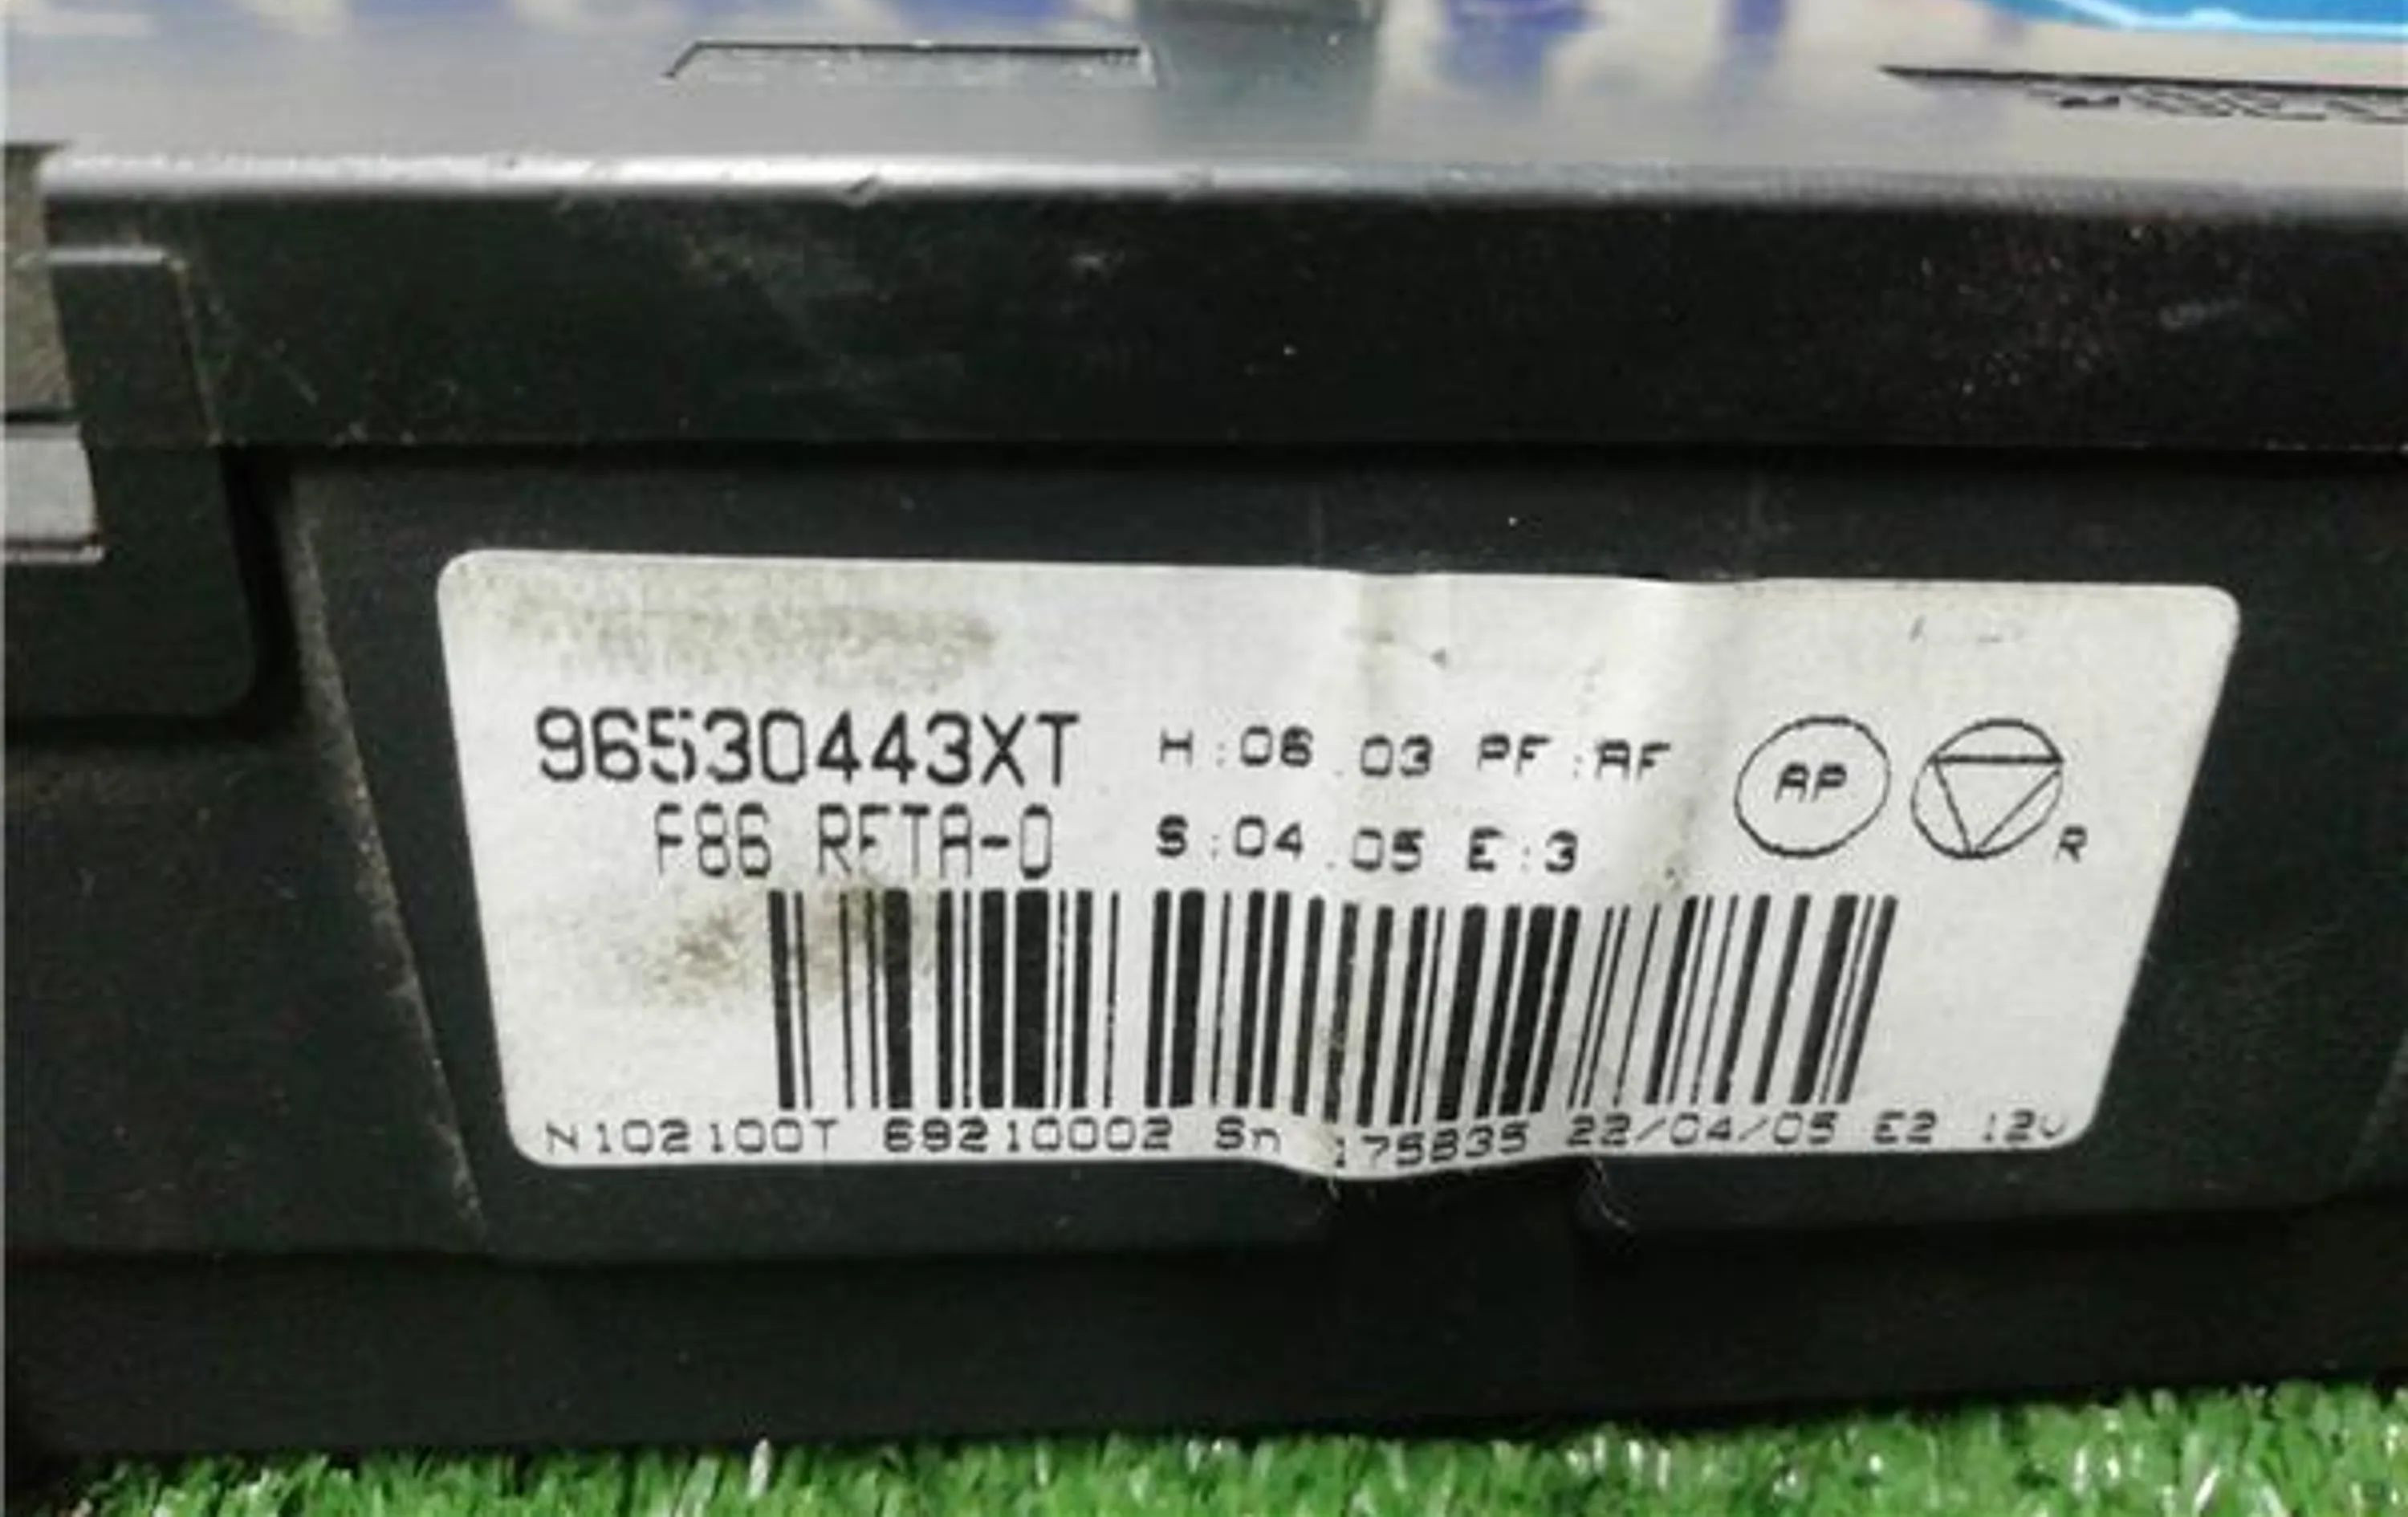 96530443XT H:06.03 PF:AF AP
F86 RETA-0 S:04.05 E:3 R
N102100T 69210002 Sn 175835 22/04/05 E2 12V